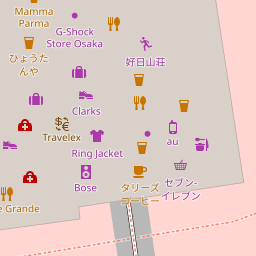 Mamma
Parma
G-Shock
Store Osaka
ひょうた
んや
好日山荘
Clarks
Travelex
au
Ring Jacket
Bose
タリーズ
コーヒー
セブン-
イレブン
Grande